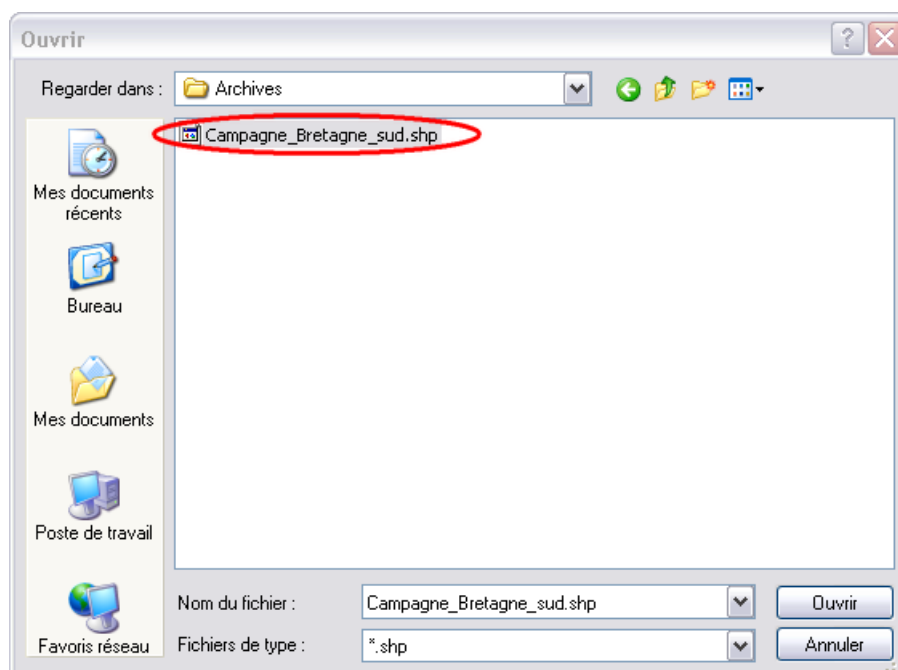 Ouvrir
Regarder dans :
Archives
Campagne_Bretagne_sud.shp
Mes documents
récents
Bureau
Mes documents
Poste de travail
Favoris réseau
Nom du fichier :
Campagne_Bretagne_sud.shp
Ouvrir
Fichiers de type :
*.shp
Annuler